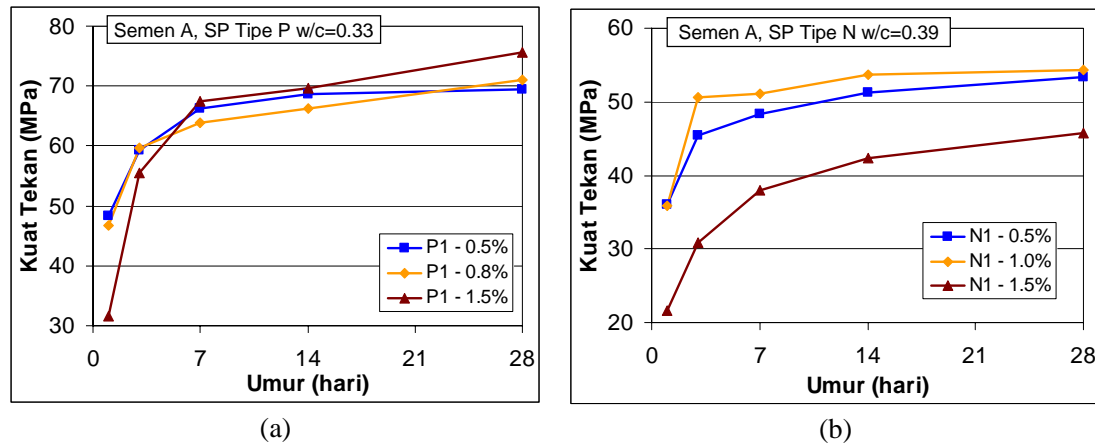 Semen A, SP Tipe P w/c=0.33
Kuat Tekan (MPa)
80
70
60
50
40
30
P1 - 0.5%
P1 - 0.8%
P1 - 1.5%
0 7 14 21 28
Umur (hari)
(a)
Semen A, SP Tipe N w/c=0.39
Kuat Tekan (MPa)
60
50
40
30
20
N1 - 0.5%
N1 - 1.0%
N1 - 1.5%
0 7 14 21 28
Umur (hari)
(b)